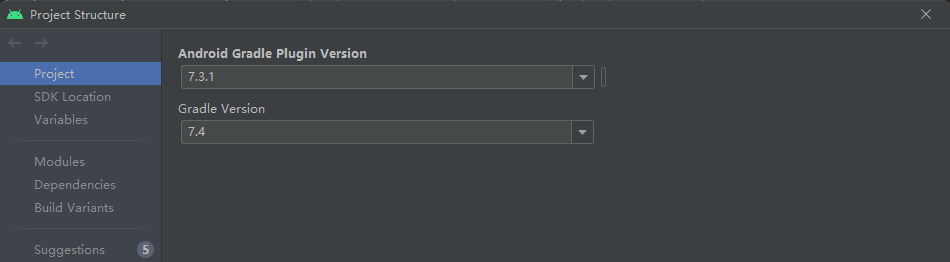 Project Structure
Project
SDK Location
Variables
Modules
Dependencies
Build Variants
Suggestions 5
Android Gradle Plugin Version
7.3.1
Gradle Version
7.4